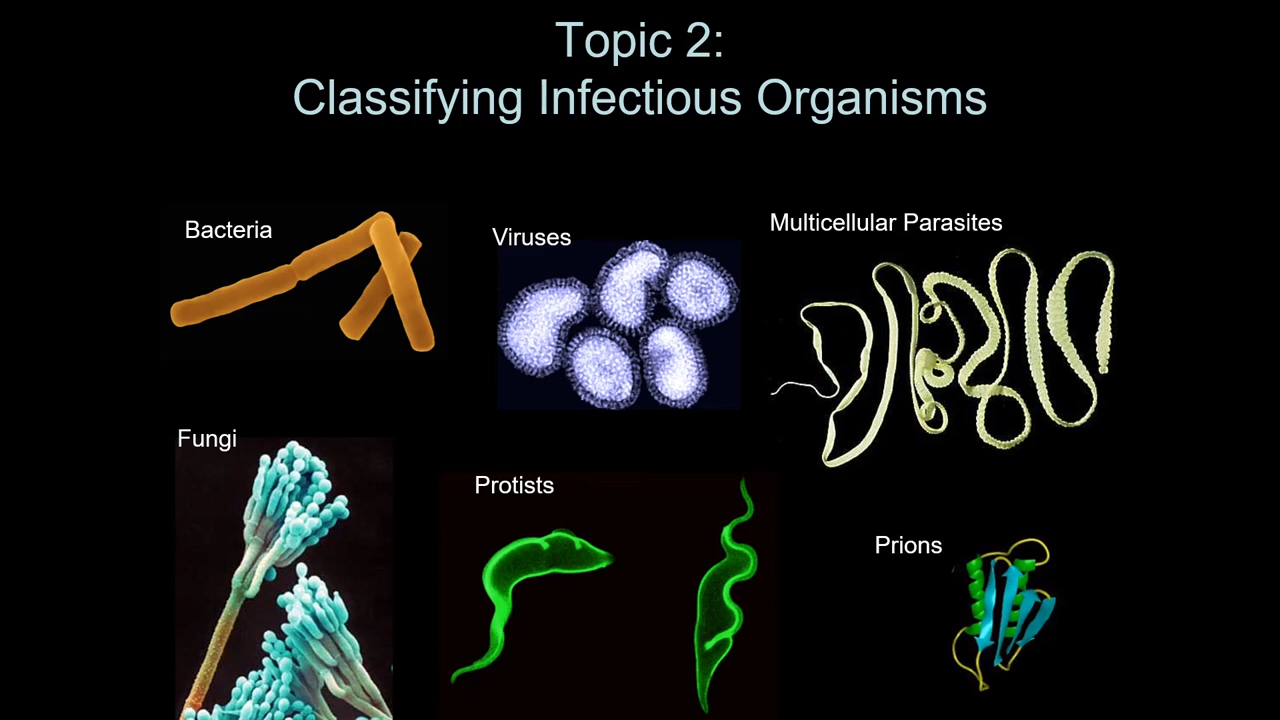 Topic 2:
Classifying Infectious Organisms
Bacteria
Viruses
Multicellular Parasites
Fungi
Protists
Prions